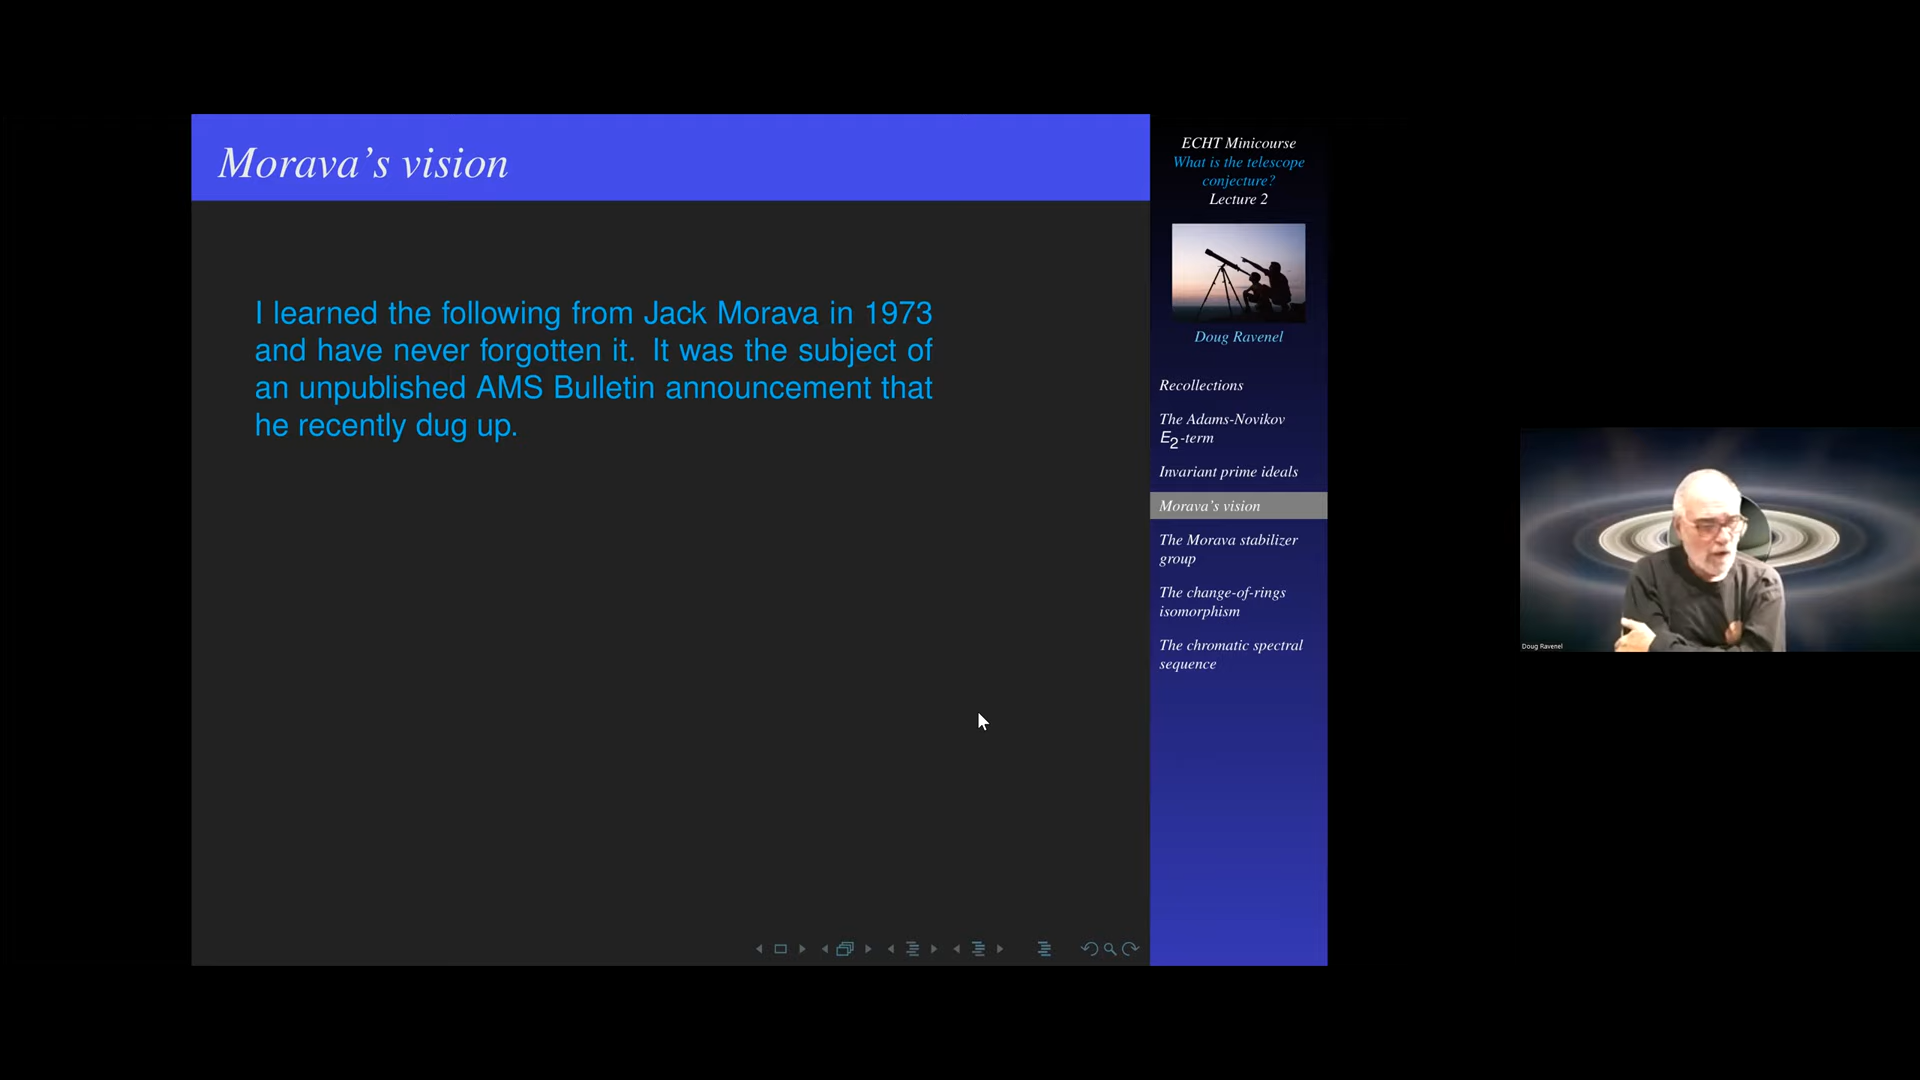 Morava's vision
I learned the following from Jack Morava in 1973
and have never forgotten it. It was the subject of
an unpublished AMS Bulletin announcement that
he recently dug up.
ECHT Minicourse
What is the telescope
conjecture?
Lecture 2
Doug Ravenel
Recollections
The Adams-Novikov
E2-term
Invariant prime ideals
Morava's vision
The Morava stabilizer
group
The change-of-rings
isomorphism
The chromatic spectral
sequence
Doug Ravenel